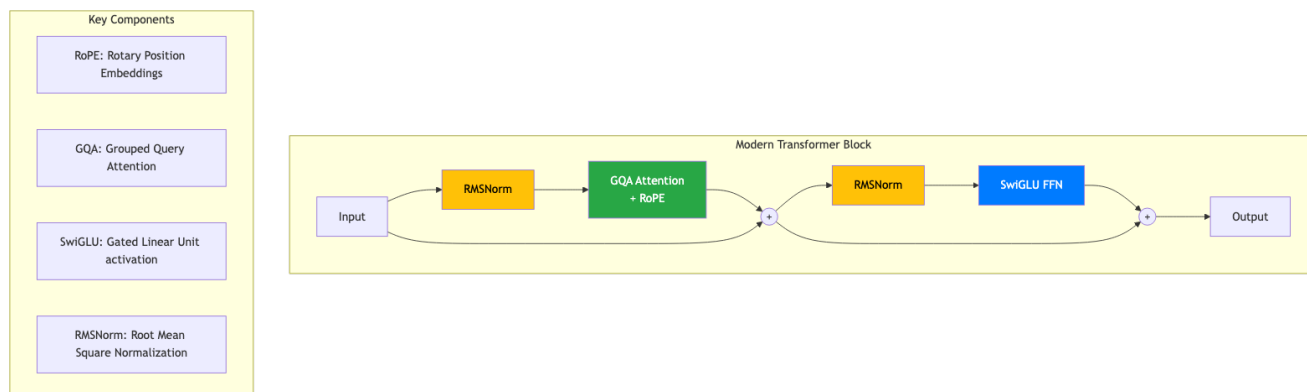 Key Components
RoPE: Rotary Position
Embeddings
GQA: Grouped Query
Attention
SwiGLU: Gated Linear Unit
activation
RMSNorm: Root Mean
Square Normalization
Modern Transformer Block
Input
RMSNorm
GQA Attention
+ RoPE
+
RMSNorm
SwiGLU FFN
+
Output